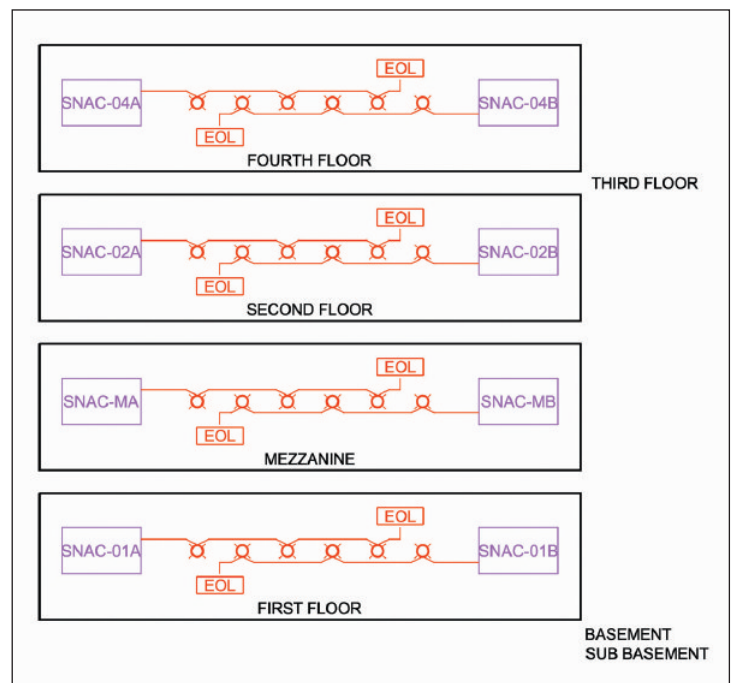 EOL
SNAC-04A
SNAC-04B
EOL
FOURTH FLOOR
THIRD FLOOR
EOL
SNAC-02A
SNAC-02B
EOL
SECOND FLOOR
EOL
SNAC-MA
SNAC-MB
EOL
MEZZANINE
EOL
SNAC-01A
SNAC-01B
EOL
FIRST FLOOR
BASEMENT
SUB BASEMENT